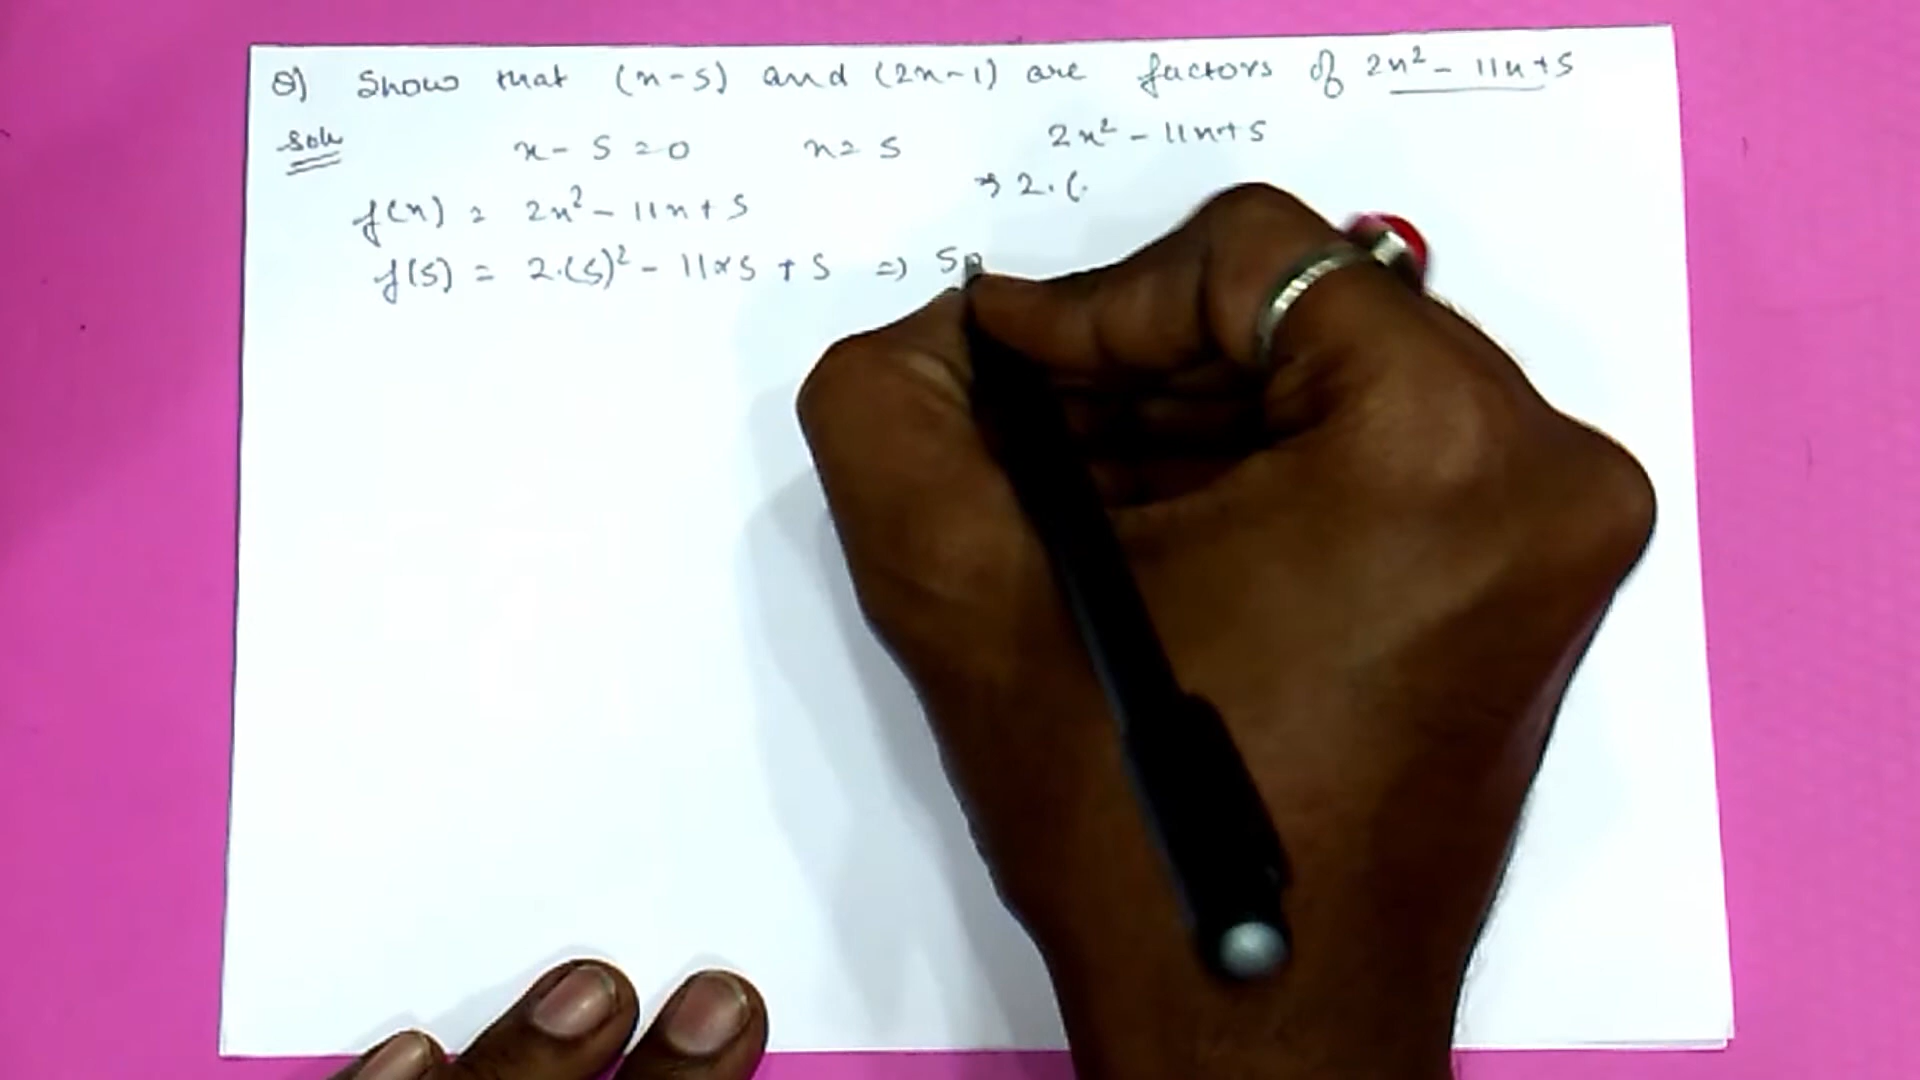 Q) Show that (x-5) and (2x-1) are factors of 2x² - 11x+5
Soln
x - 5 = 0 x = 5 2x² - 11x+5
⇒ 2.(
f(x) = 2x² - 11x + 5
f(5) = 2.(5)² - 11×5 + 5 ⇒ 50